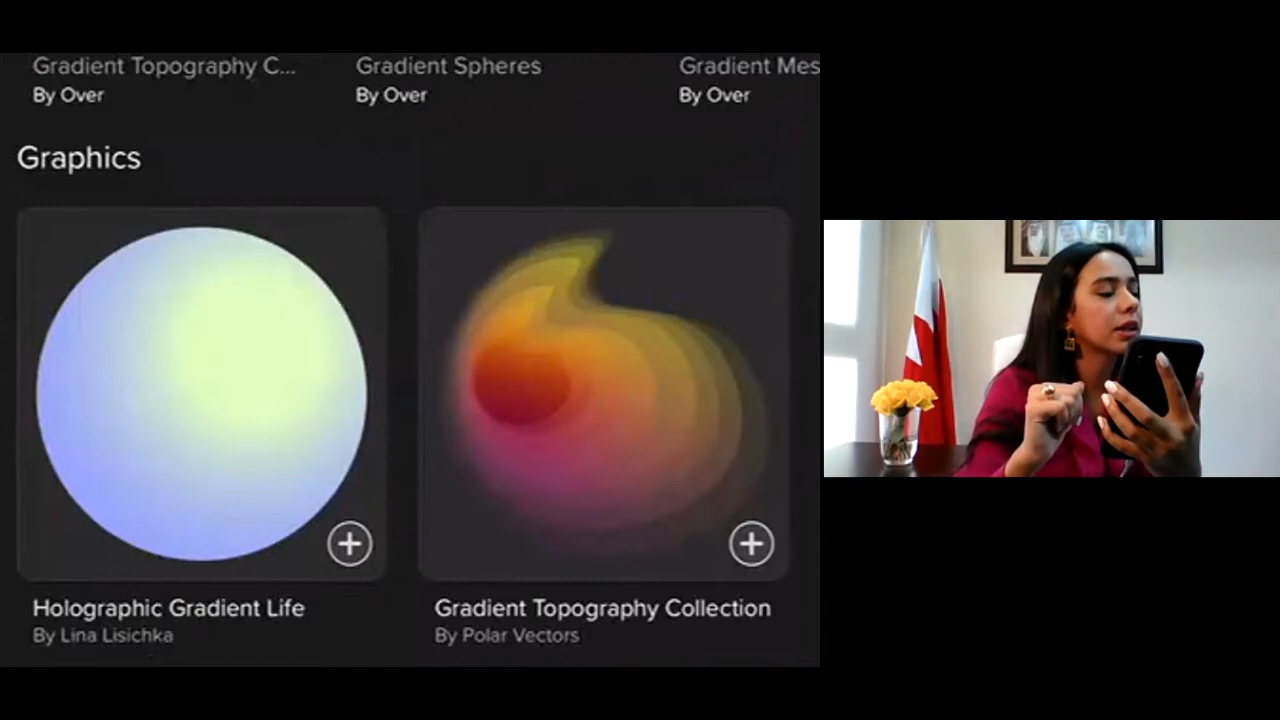 Gradient Topography C...
Gradient Spheres
Gradient Mes
By Over
By Over
By Over
Graphics
Holographic Gradient Life
Gradient Topography Collection
By Lina Lisichka
By Polar Vectors